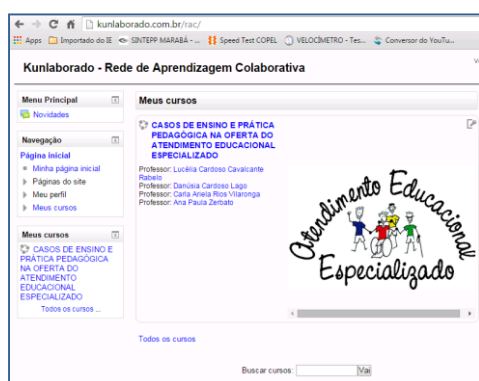 kunlaborado.com.br/rac/
Apps Importado do IE SINTEPP MARABÁ - ... Speed Test COPEL VELOCÍMETRO - Tes... Conversor do YouTu...
Kunlaborado - Rede de Aprendizagem Colaborativa
Menu Principal
Novidades
Navegação
Página inicial
Minha página inicial
Páginas do site
Meu perfil
Meus cursos
Meus cursos
CASOS DE ENSINO E
PRÁTICA PEDAGÓGICA
NA OFERTA DO
ATENDIMENTO
EDUCACIONAL
ESPECIALIZADO
Todos os cursos ...
Meus cursos
CASOS DE ENSINO E PRÁTICA
PEDAGÓGICA NA OFERTA DO
ATENDIMENTO EDUCACIONAL
ESPECIALIZADO
Professor: Lucélia Cardoso Cavalcante
Rabelo
Professor: Danúsia Cardoso Lago
Professor: Carla Ariela Rios Vilaronga
Professor: Ana Paula Zerbato
Atendimento Educacional
Especializado
Todos os cursos
Buscar cursos: Vai